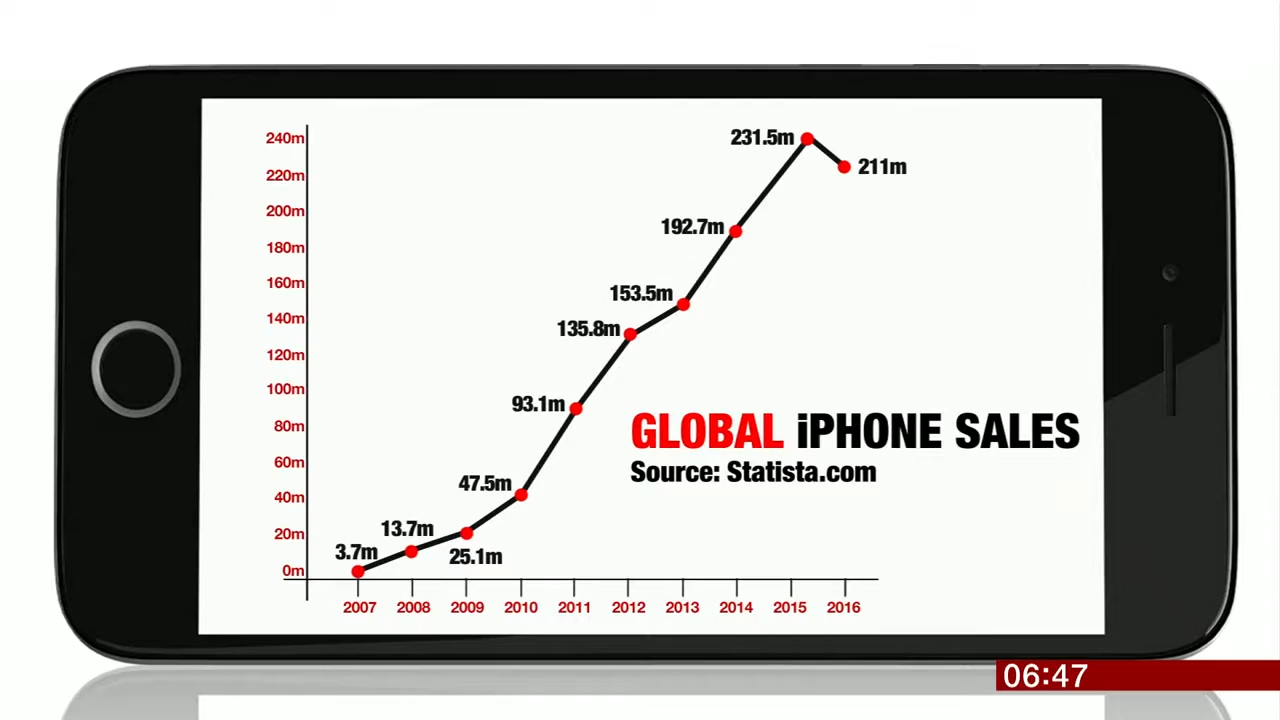 240m
231.5m
211m
220m
200m
192.7m
180m
160m
153.5m
140m
135.8m
120m
100m
93.1m
80m
GLOBAL iPHONE SALES
60m
Source: Statista.com
47.5m
40m
20m
13.7m
3.7m
25.1m
0m
2007 2008 2009 2010 2011 2012 2013 2014 2015 2016
06:47